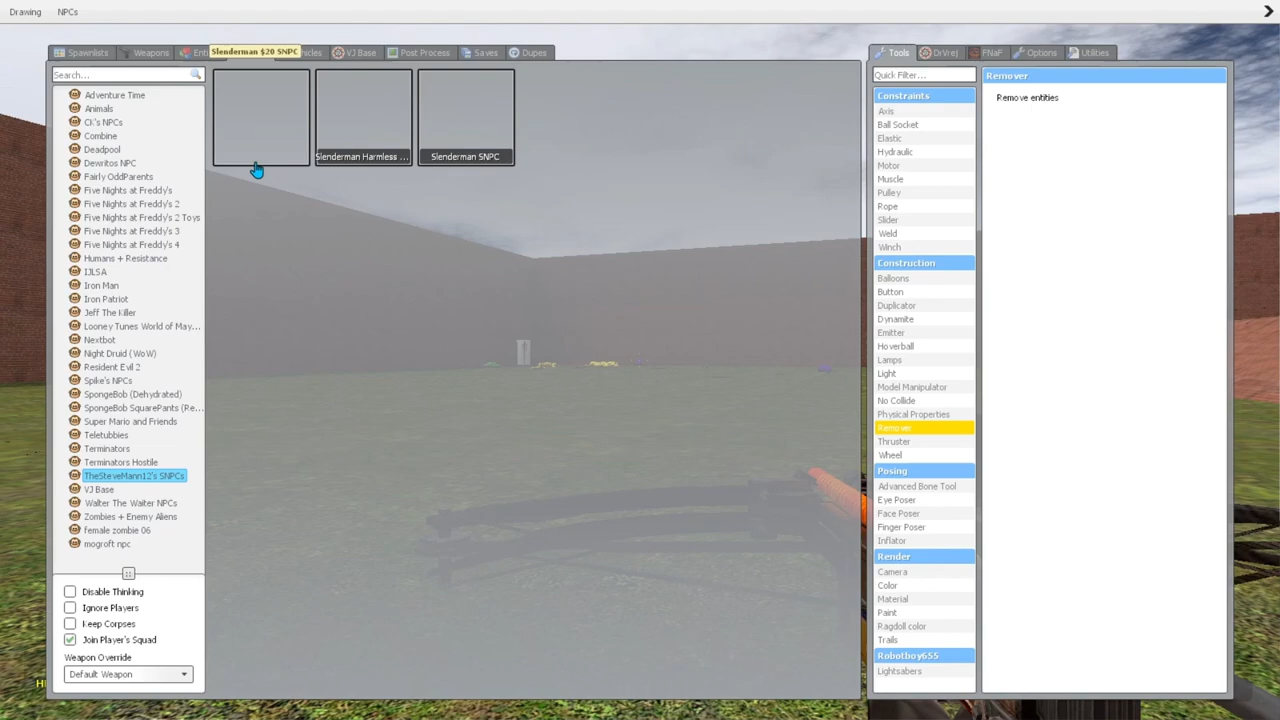 Drawing NPCs
Spawnlists Weapons Enti Slenderman $20 SNPC icles VJ Base Post Process Saves Dupes
Search...
Adventure Time
Animals
CK's NPCs
Combine
Deadpool
Dewritos NPC
Fairly OddParents
Five Nights at Freddy's
Five Nights at Freddy's 2
Five Nights at Freddy's 2 Toys
Five Nights at Freddy's 3
Five Nights at Freddy's 4
Humans + Resistance
IJLSA
Iron Man
Iron Patriot
Jeff The Killer
Looney Tunes World of May...
Nextbot
Night Druid (WoW)
Resident Evil 2
Spike's NPCs
SpongeBob (Dehydrated)
SpongeBob SquarePants (Re...
Super Mario and Friends
Teletubbies
Terminators
Terminators Hostile
TheSteveMann12's SNPCs
VJ Base
Walter The Waiter NPCs
Zombies + Enemy Aliens
female zombie 06
mogroft npc
Disable Thinking
Ignore Players
Keep Corpses
Join Player's Squad
Weapon Override
Default Weapon
Slenderman Harmless ...
Slenderman SNPC
Tools DrVrej FNaF Options Utilities
Quick Filter...
Constraints
Axis
Ball Socket
Elastic
Hydraulic
Motor
Muscle
Pulley
Rope
Slider
Weld
Winch
Construction
Balloons
Button
Duplicator
Dynamite
Emitter
Hoverball
Lamps
Light
Model Manipulator
No Collide
Physical Properties
Remover
Thruster
Wheel
Posing
Advanced Bone Tool
Eye Poser
Face Poser
Finger Poser
Inflator
Render
Camera
Color
Material
Paint
Ragdoll color
Trails
Robotboy655
Lightsabers
Remover
Remove entities